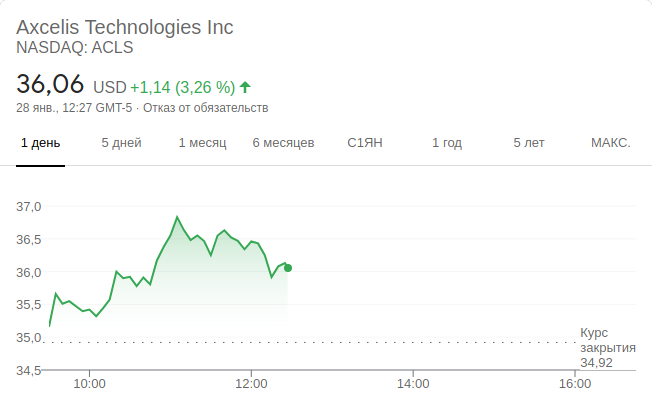 Axcelis Technologies Inc
NASDAQ: ACLS
36,06 USD +1,14 (3,26 %)
28 янв., 12:27 GMT-5 · Отказ от обязательств
1 день 5 дней 1 месяц 6 месяцев С1ЯН 1 год 5 лет МАКС.
37,0
36,5
36,0
35,5
35,0
34,5
Курс
закрытия
34,92
10:00 12:00 14:00 16:00